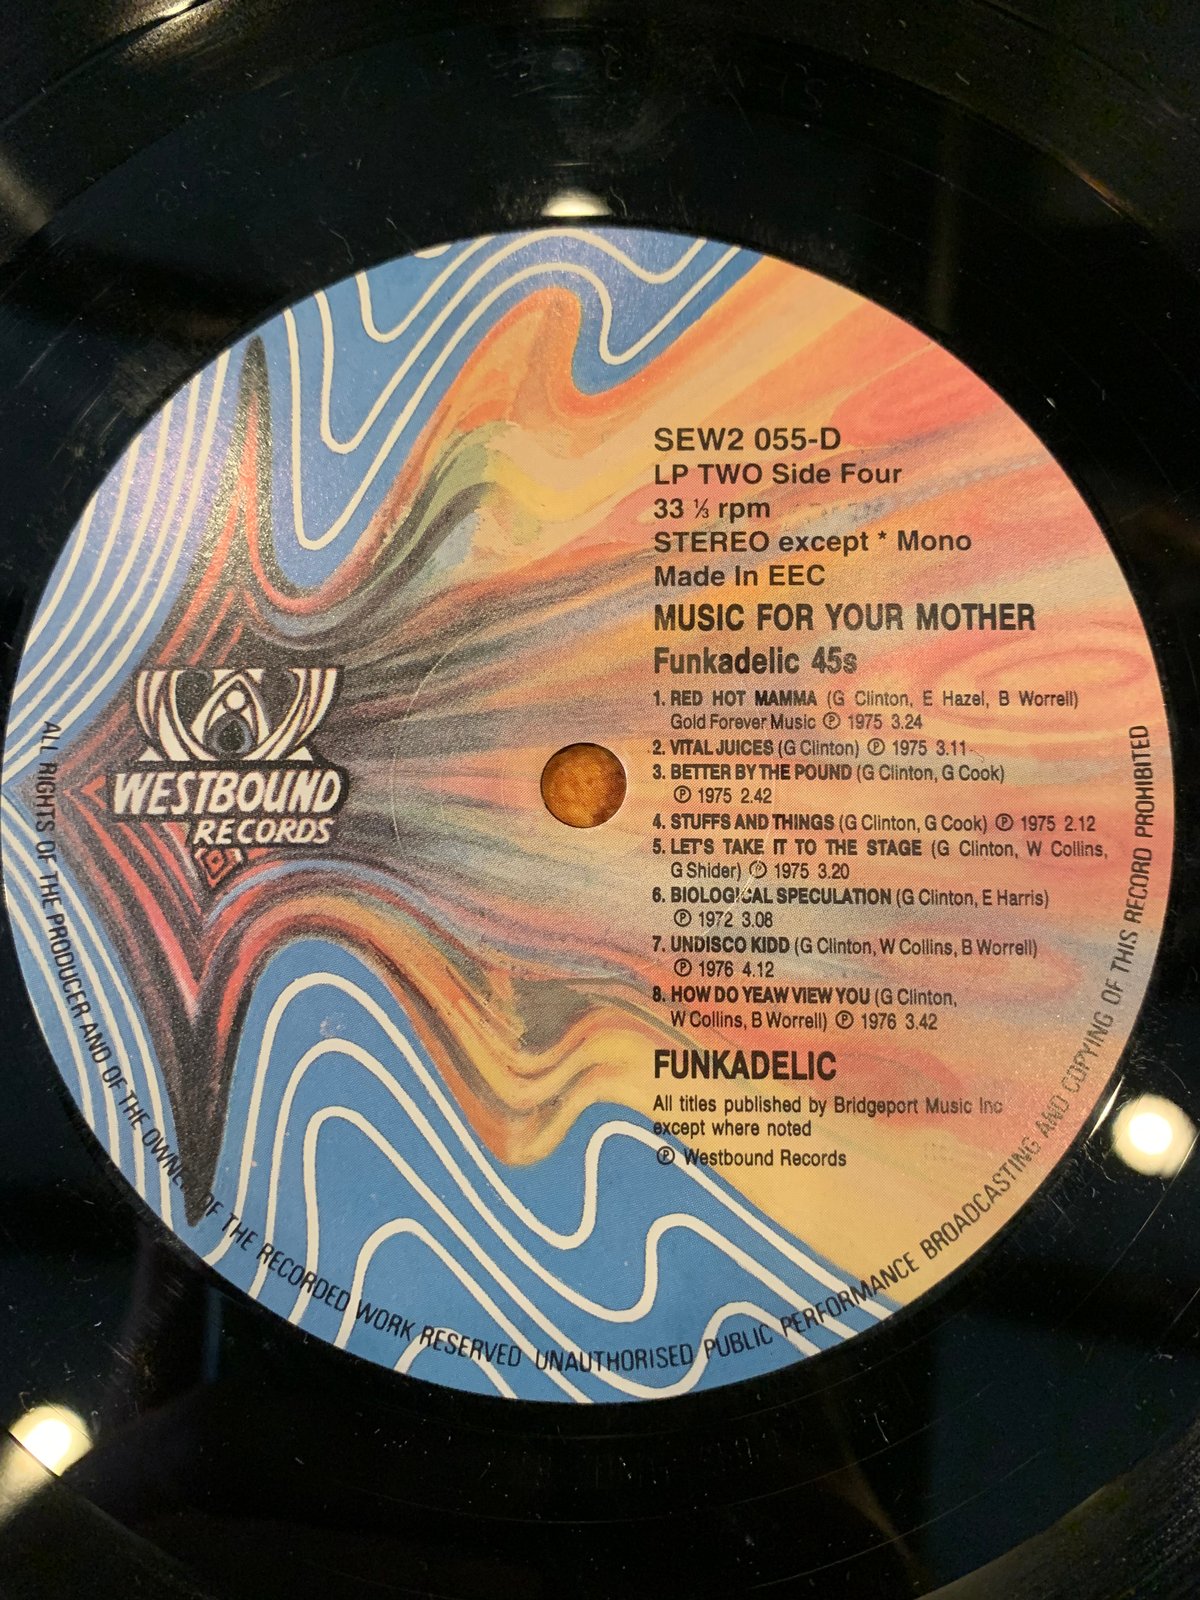 SEW2 055-D
LP TWO Side Four
33 ⅓ rpm
STEREO except * Mono
Made In EEC
MUSIC FOR YOUR MOTHER
Funkadelic 45s
1. RED HOT MAMMA (G Clinton, E Hazel, B Worrell)
Gold Forever Music ℗ 1975 3.24
2. VITAL JUICES (G Clinton) ℗ 1975 3.11
3. BETTER BY THE POUND (G Clinton, G Cook)
℗ 1975 2.42
4. STUFFS AND THINGS (G Clinton, G Cook) ℗ 1975 2.12
5. LET'S TAKE IT TO THE STAGE (G Clinton, W Collins,
G Shider) ℗ 1975 3.20
6. BIOLOGICAL SPECULATION (G Clinton, E Harris)
℗ 1972 3.08
7. UNDISCO KIDD (G Clinton, W Collins, B Worrell)
℗ 1976 4.12
8. HOW DO YEAW VIEW YOU (G Clinton,
W Collins, B Worrell) ℗ 1976 3.42
FUNKADELIC
All titles published by Bridgeport Music Inc
except where noted
℗ Westbound Records
WESTBOUND
RECORDS
ALL RIGHTS OF THE PRODUCER AND OF THE OWNER OF THE RECORDED WORK RESERVED UNAUTHORISED PUBLIC PERFORMANCE BROADCASTING AND COPYING OF THIS RECORD PROHIBITED